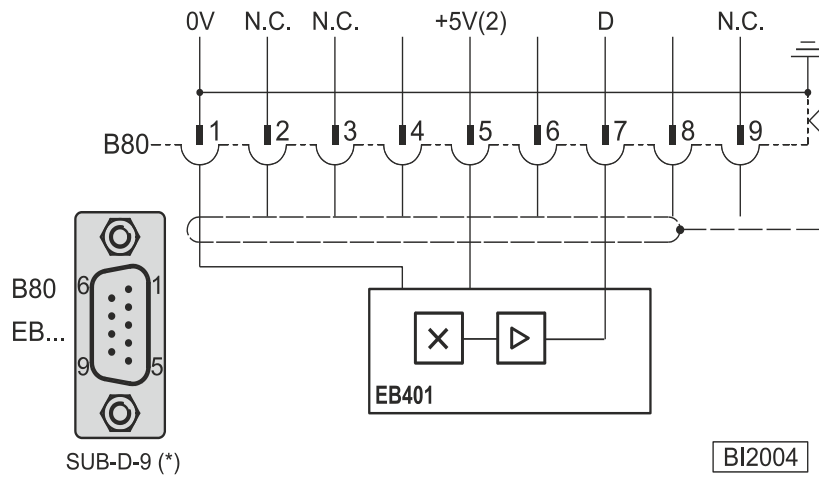 0V N.C. N.C. +5V(2) D N.C.
B80 1 2 3 4 5 6 7 8 9
B80 6 1
EB...
9 5
EB401
SUB-D-9 (*)
BI2004